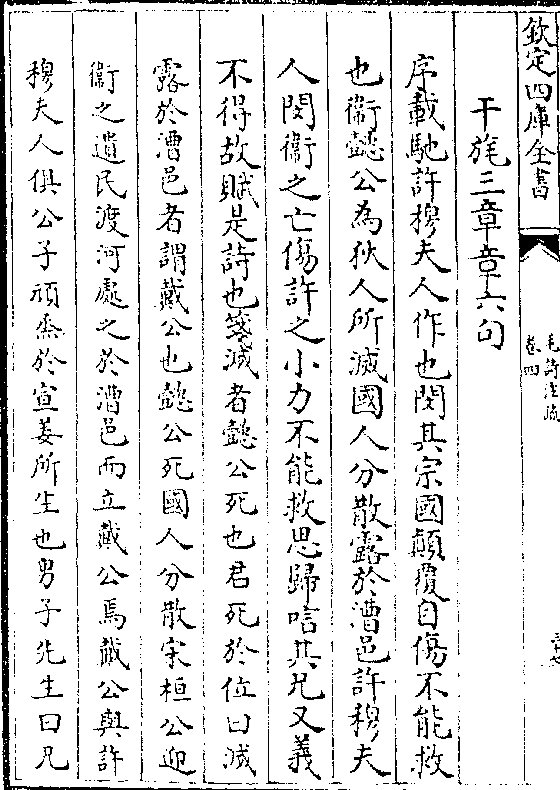 欽定四庫全書
毛詩注疏
卷四
干旄三章章六句
序載馳許穆夫人作也閔其宗國顛覆自傷不能救
也衞懿公為狄人所滅國人分散露於漕邑許穆夫
人閔衞之亡傷許之小力不能救思歸唁其兄又義
不得故賦是詩也箋滅者懿公死也君死於位曰滅
露於漕邑者謂戴公也懿公死國人分散宋桓公迎
衞之遺民渡河處之於漕邑而立戴公焉戴公與許
穆夫人俱公子頑烝於宣姜所生也男子先生曰兄